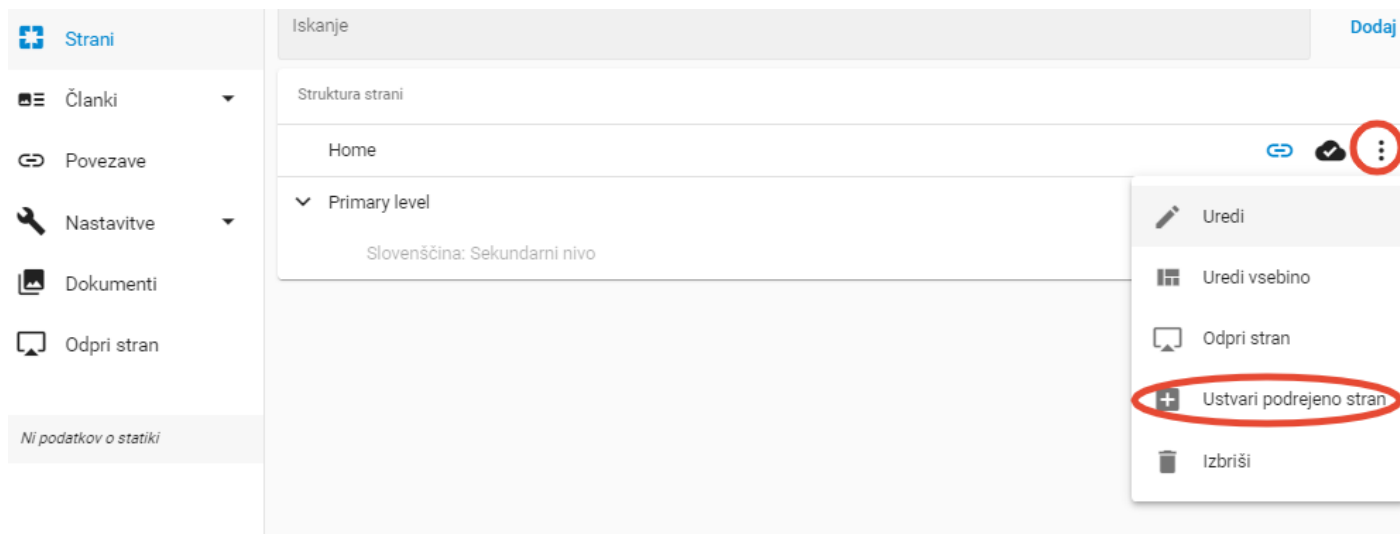 Strani
Članki
Povezave
Nastavitve
Dokumenti
Odpri stran
Ni podatkov o statiki
Iskanje
Dodaj
Struktura strani
Home
Primary level
Slovenščina: Sekundarni nivo
Uredi
Uredi vsebino
Odpri stran
Ustvari podrejeno stran
Izbriši